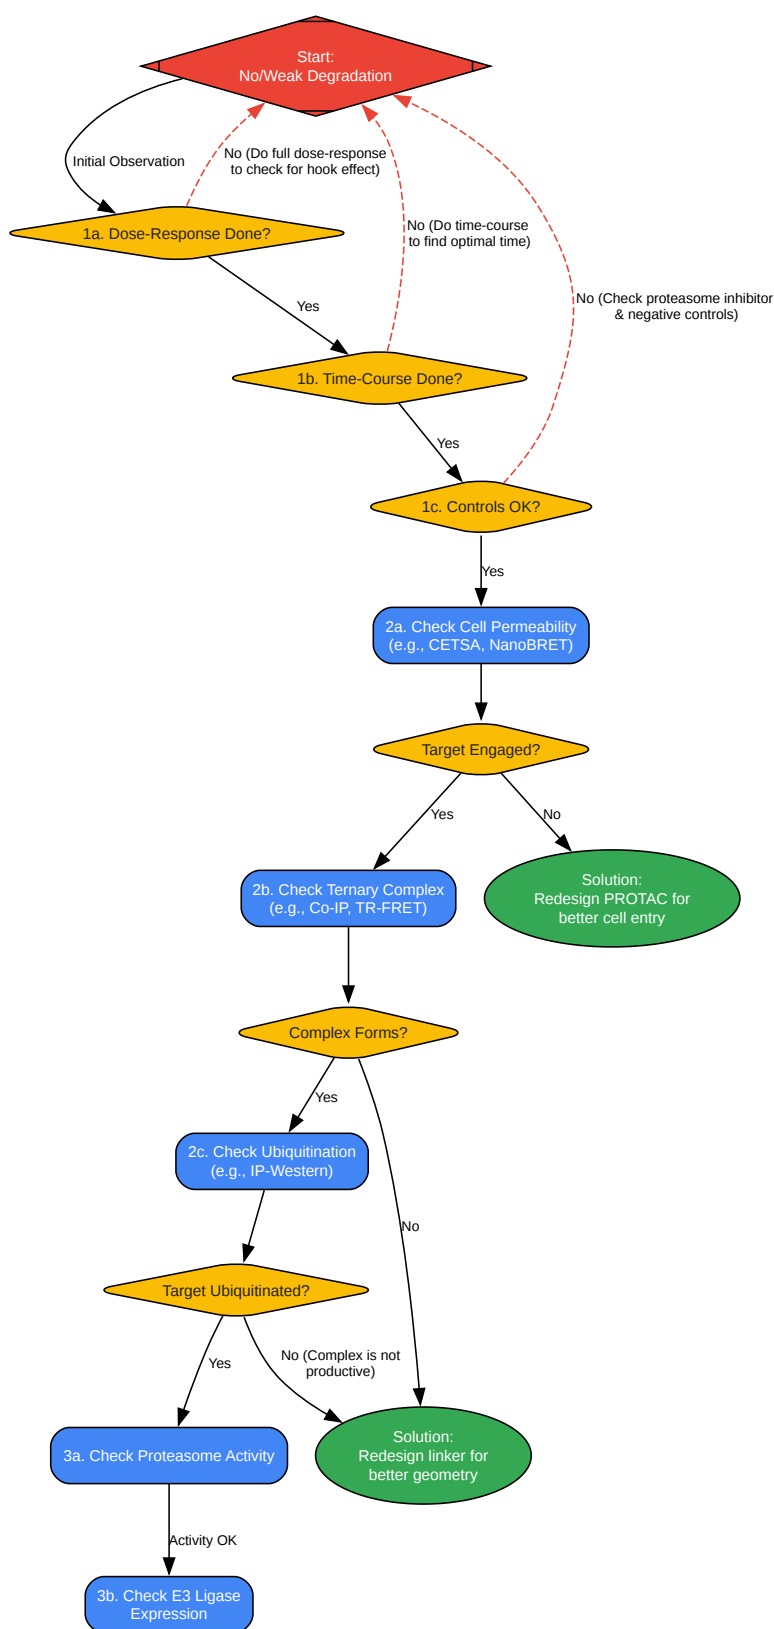 Start:
No/Weak Degradation
Initial Observation
No (Do full dose-response
to check for hook effect)
1a. Dose-Response Done?
No (Do time-course
to find optimal time)
No (Check proteasome inhibitor
& negative controls)
Yes
1b. Time-Course Done?
Yes
1c. Controls OK?
Yes
2a. Check Cell Permeability
(e.g., CETSA, NanoBRET)
Target Engaged?
Yes
No
2b. Check Ternary Complex
(e.g., Co-IP, TR-FRET)
Solution:
Redesign PROTAC for
better cell entry
Complex Forms?
Yes
2c. Check Ubiquitination
(e.g., IP-Western)
No
Target Ubiquitinated?
Yes
No (Complex is not
productive)
3a. Check Proteasome Activity
Solution:
Redesign linker for
better geometry
Activity OK
3b. Check E3 Ligase
Expression